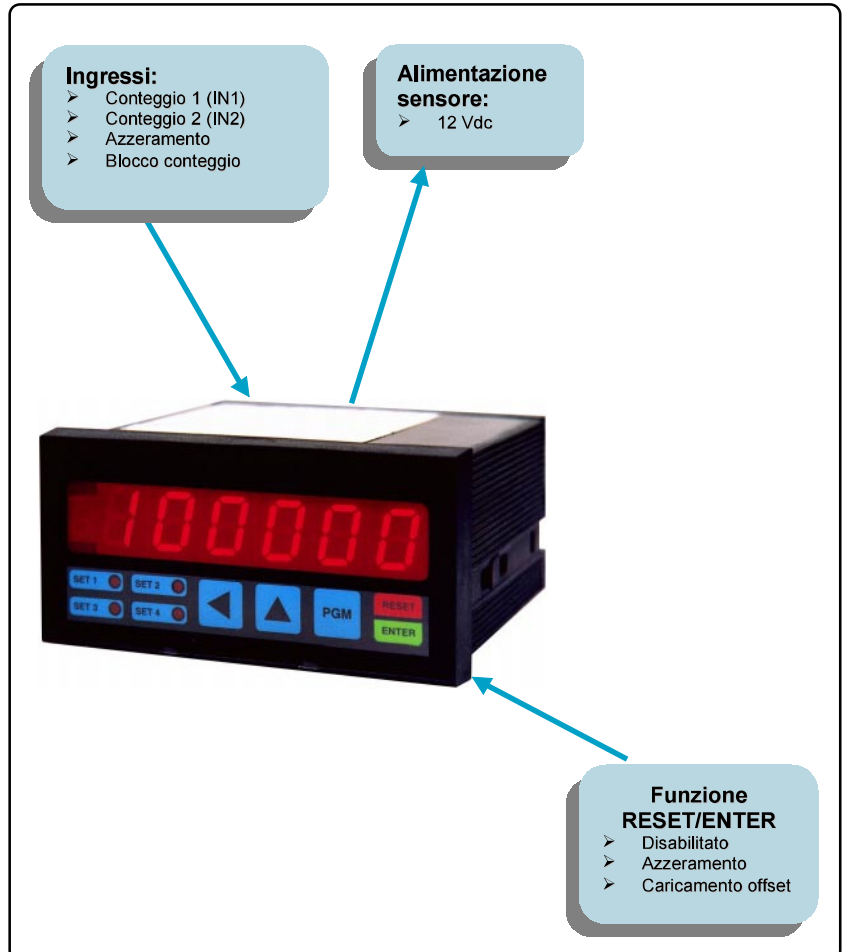 Ingressi:
➢ Conteggio 1 (IN1)
➢ Conteggio 2 (IN2)
➢ Azzeramento
➢ Blocco conteggio
Alimentazione
sensore:
➢ 12 Vdc
100000
SET 1
SET 2
SET 3
SET 4
PGM
RESET
ENTER
Funzione
RESET/ENTER
➢ Disabilitato
➢ Azzeramento
➢ Caricamento offset